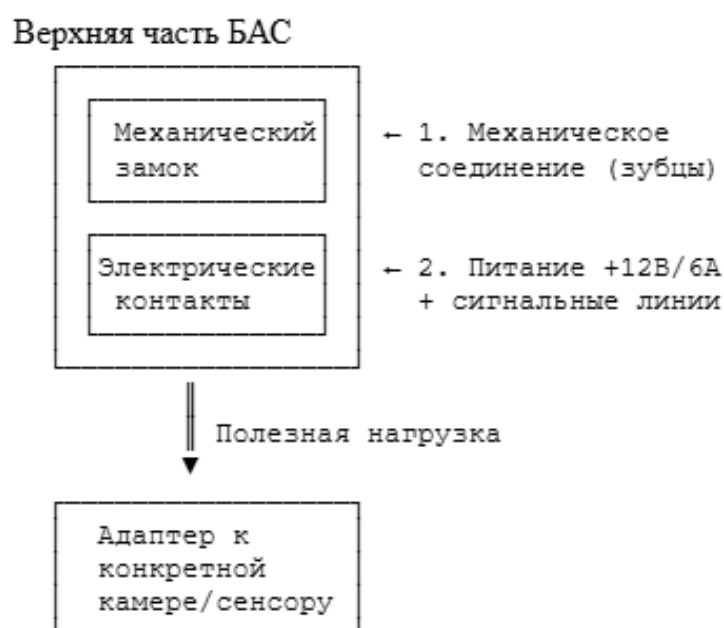 Верхняя часть БАС
Механический
замок
← 1. Механическое
соединение (зубцы)
Электрические
контакты
← 2. Питание +12В/6А
+ сигнальные линии
Полезная нагрузка
Адаптер к
конкретной
камере/сенсору